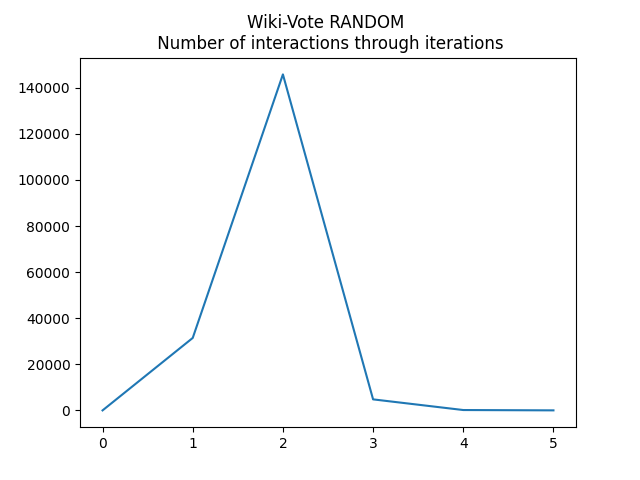 Wiki-Vote RANDOM
Number of interactions through iterations
140000
120000
100000
80000
60000
40000
20000
0
0 1 2 3 4 5